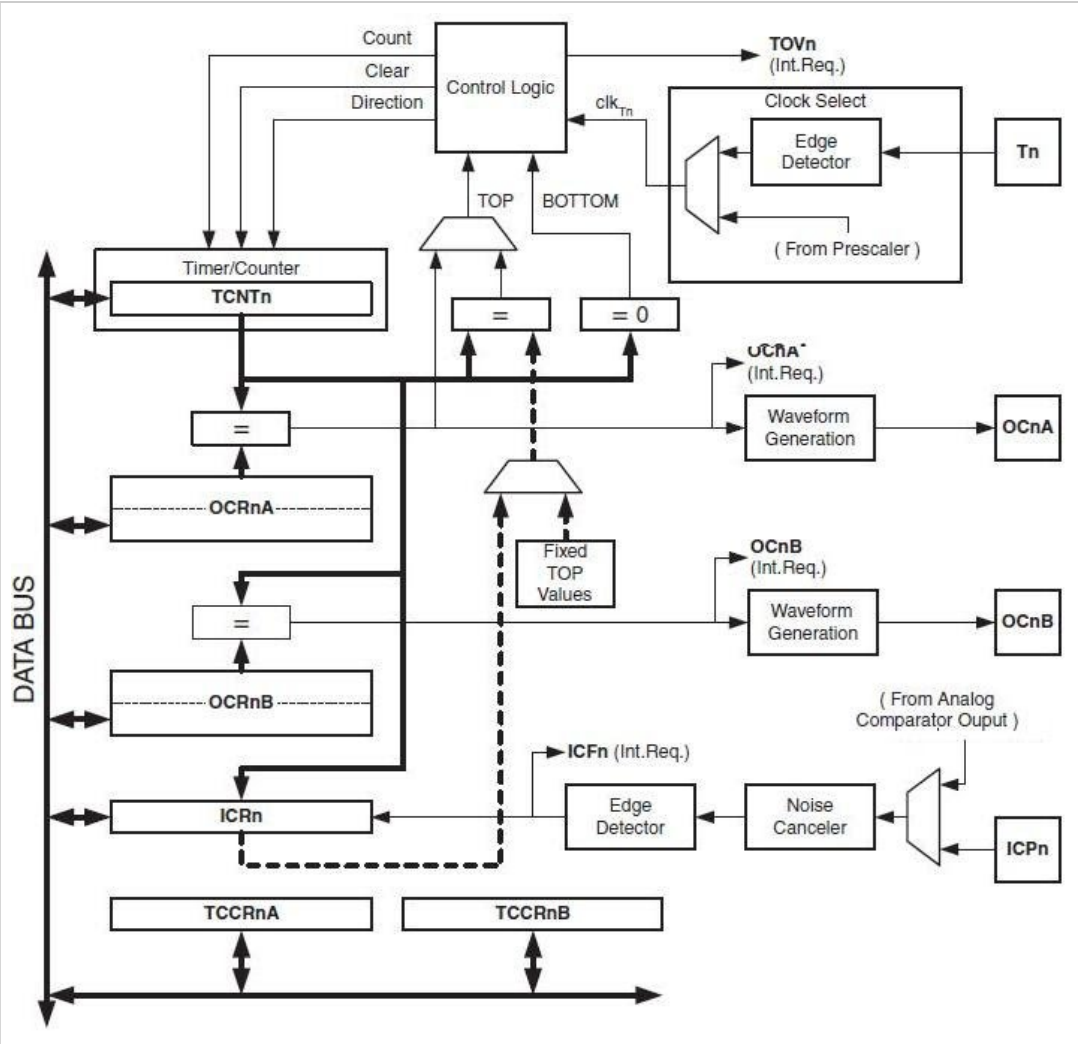 Count
Clear
Direction
Control Logic
TOVn
(Int.Req.)
clkTn
Clock Select
Edge
Detector
Tn
( From Prescaler )
TOP
BOTTOM
Timer/Counter
TCNTn
=
= 0
=
OCnA
(Int.Req.)
Waveform
Generation
OCnA
OCRnA
Fixed
TOP
Values
OCnB
(Int.Req.)
=
Waveform
Generation
OCnB
DATA BUS
OCRnB
( From Analog
Comparator Ouput )
ICFn (Int.Req.)
ICRn
Edge
Detector
Noise
Canceler
ICPn
TCCRnA
TCCRnB